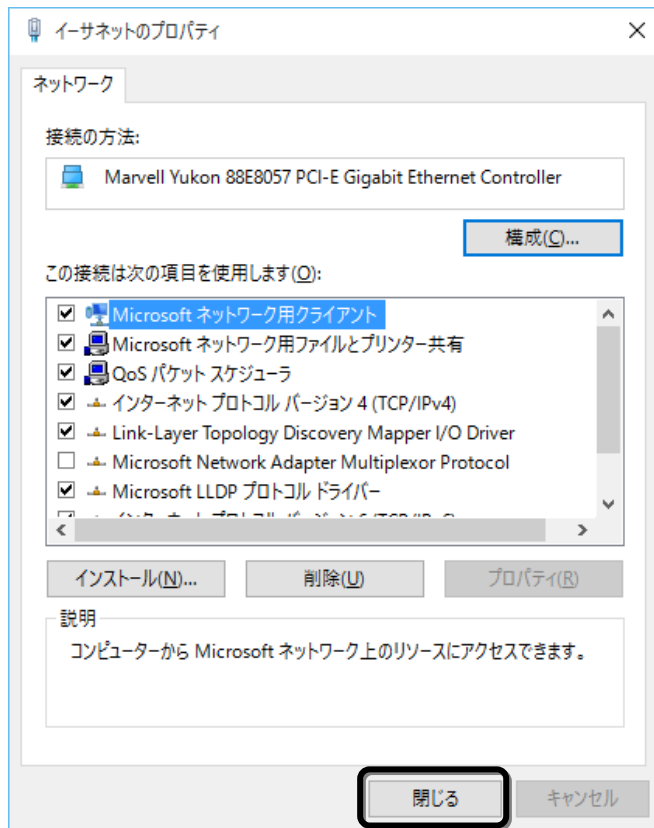 イーサネットのプロパティ
ネットワーク
接続の方法:
Marvell Yukon 88E8057 PCI-E Gigabit Ethernet Controller
構成(C)...
この接続は次の項目を使用します(O):
Microsoft ネットワーク用クライアント
Microsoft ネットワーク用ファイルとプリンター共有
QoS パケット スケジューラ
インターネット プロトコル バージョン 4 (TCP/IPv4)
Link-Layer Topology Discovery Mapper I/O Driver
Microsoft Network Adapter Multiplexor Protocol
Microsoft LLDP プロトコル ドライバー
インストール(N)...
削除(U)
プロパティ(R)
説明
コンピューターから Microsoft ネットワーク上のリソースにアクセスできます。
閉じる
キャンセル